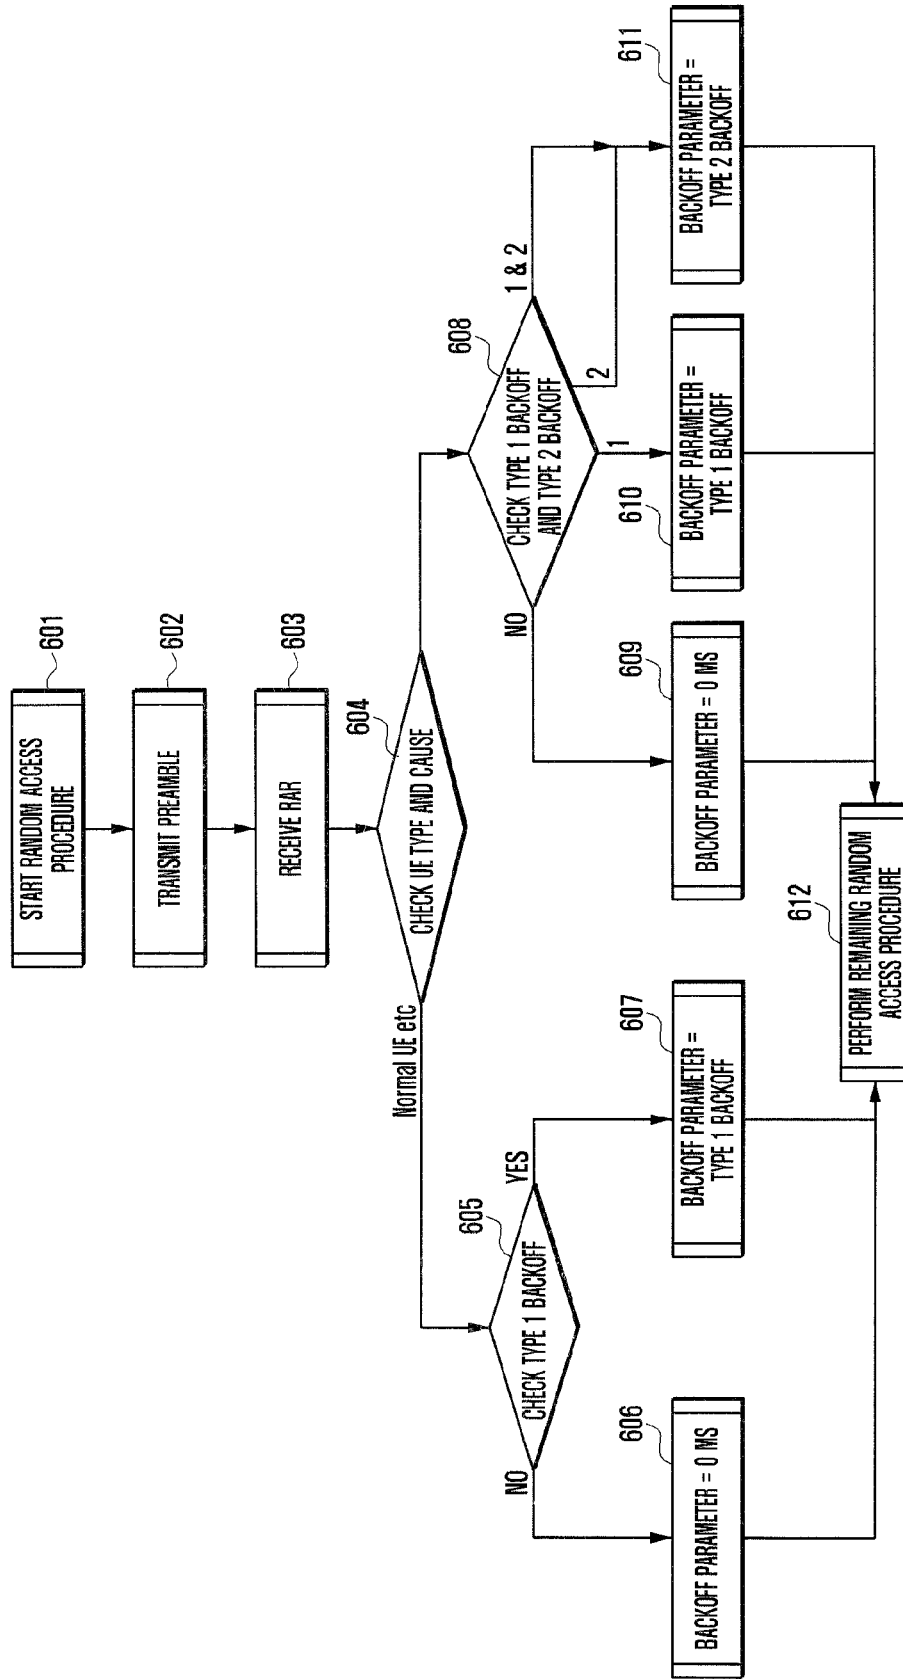 START RANDOM ACCESS
PROCEDURE
601
TRANSMIT PREAMBLE
602
RECEIVE RAR
603
CHECK UE TYPE AND CAUSE
604
Normal UE etc
CHECK TYPE 1 BACKOFF
605
NO
YES
BACKOFF PARAMETER = 0 MS
606
BACKOFF PARAMETER =
TYPE 1 BACKOFF
607
CHECK TYPE 1 BACKOFF
AND TYPE 2 BACKOFF
608
NO
1
2
1 & 2
BACKOFF PARAMETER = 0 MS
609
BACKOFF PARAMETER =
TYPE 1 BACKOFF
610
BACKOFF PARAMETER =
TYPE 2 BACKOFF
611
PERFORM REMAINING RANDOM
ACCESS PROCEDURE
612